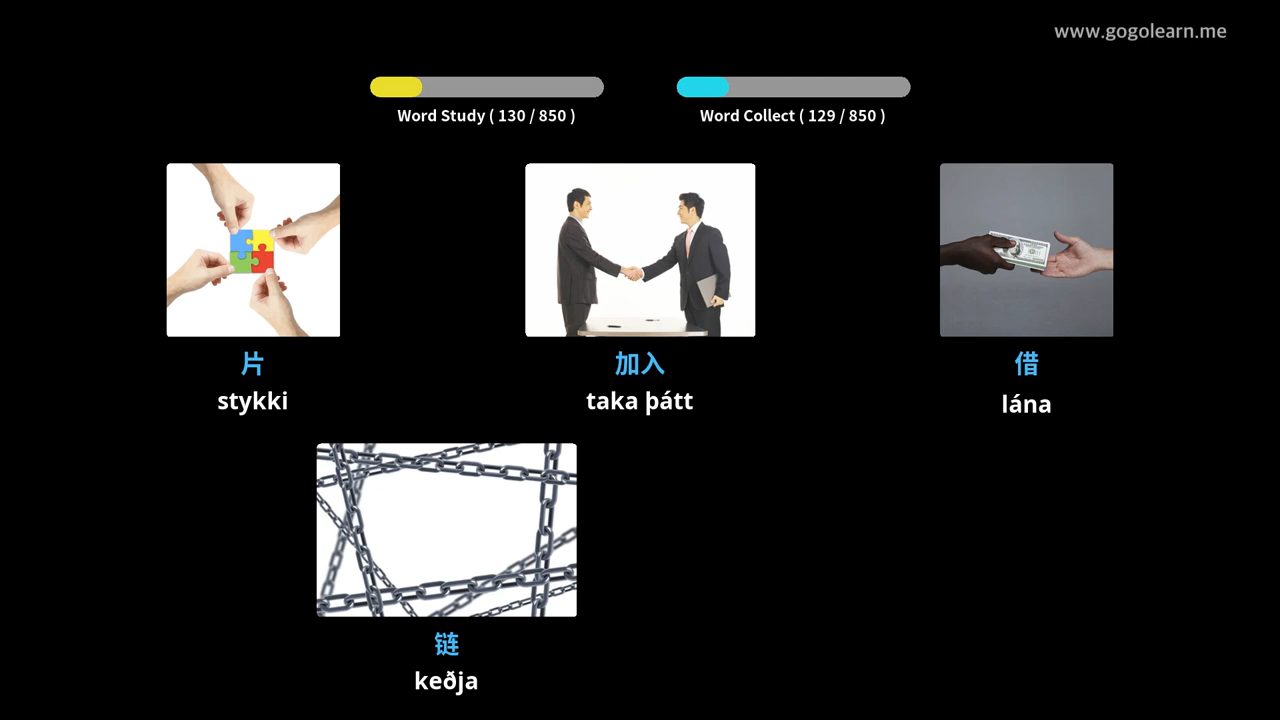 www.gogolearn.me
Word Study ( 130 / 850 )
Word Collect ( 129 / 850 )
片
加入
借
stykki
taka þátt
lána
链
keðja